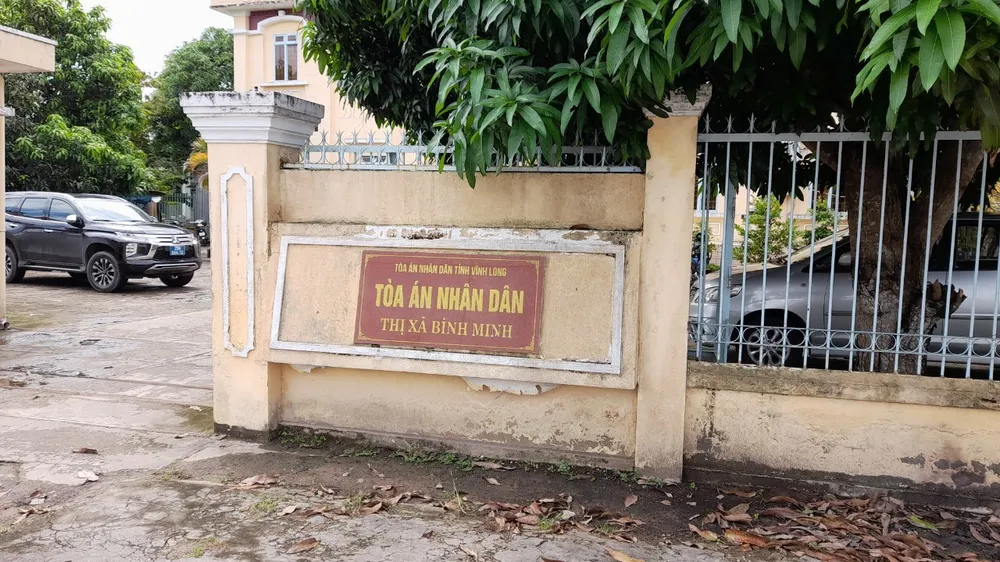 TÒA ÁN NHÂN DÂN TỈNH VĨNH LONG
TÒA ÁN NHÂN DÂN
THỊ XÃ BÌNH MINH